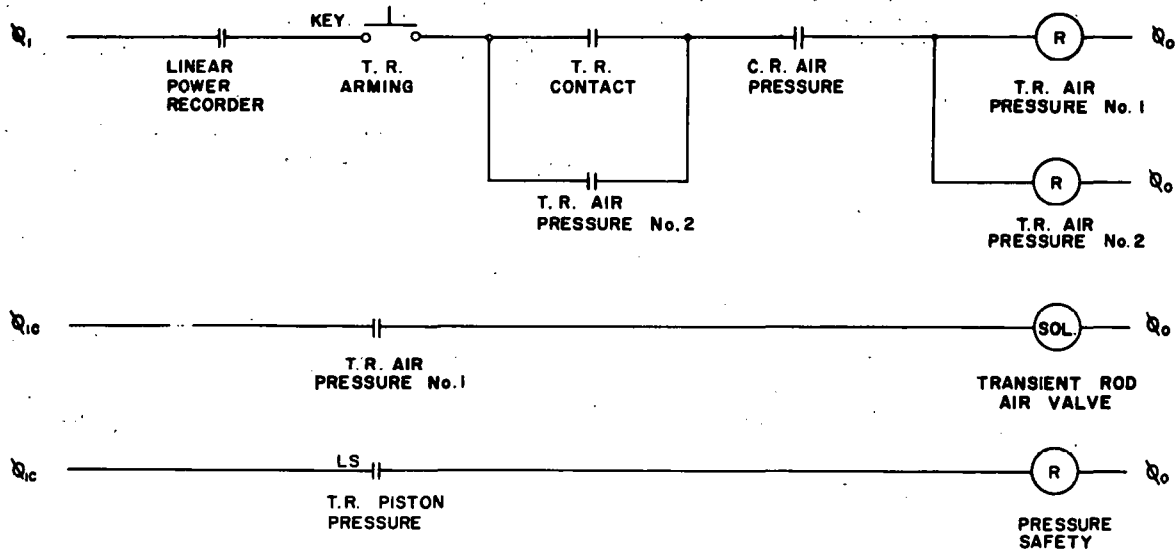 KEY
Ø₁
LINEAR
POWER
RECORDER
T. R.
ARMING
T. R.
CONTACT
C. R. AIR
PRESSURE
R
Ø₀
T.R. AIR
PRESSURE No. 1
T. R. AIR
PRESSURE No. 2
R
Ø₀
T.R. AIR
PRESSURE No. 2
Ø₁c
T.R. AIR
PRESSURE No. 1
SOL.
Ø₀
TRANSIENT ROD
AIR VALVE
Ø₁c
LS
T.R. PISTON
PRESSURE
R
Ø₀
PRESSURE
SAFETY